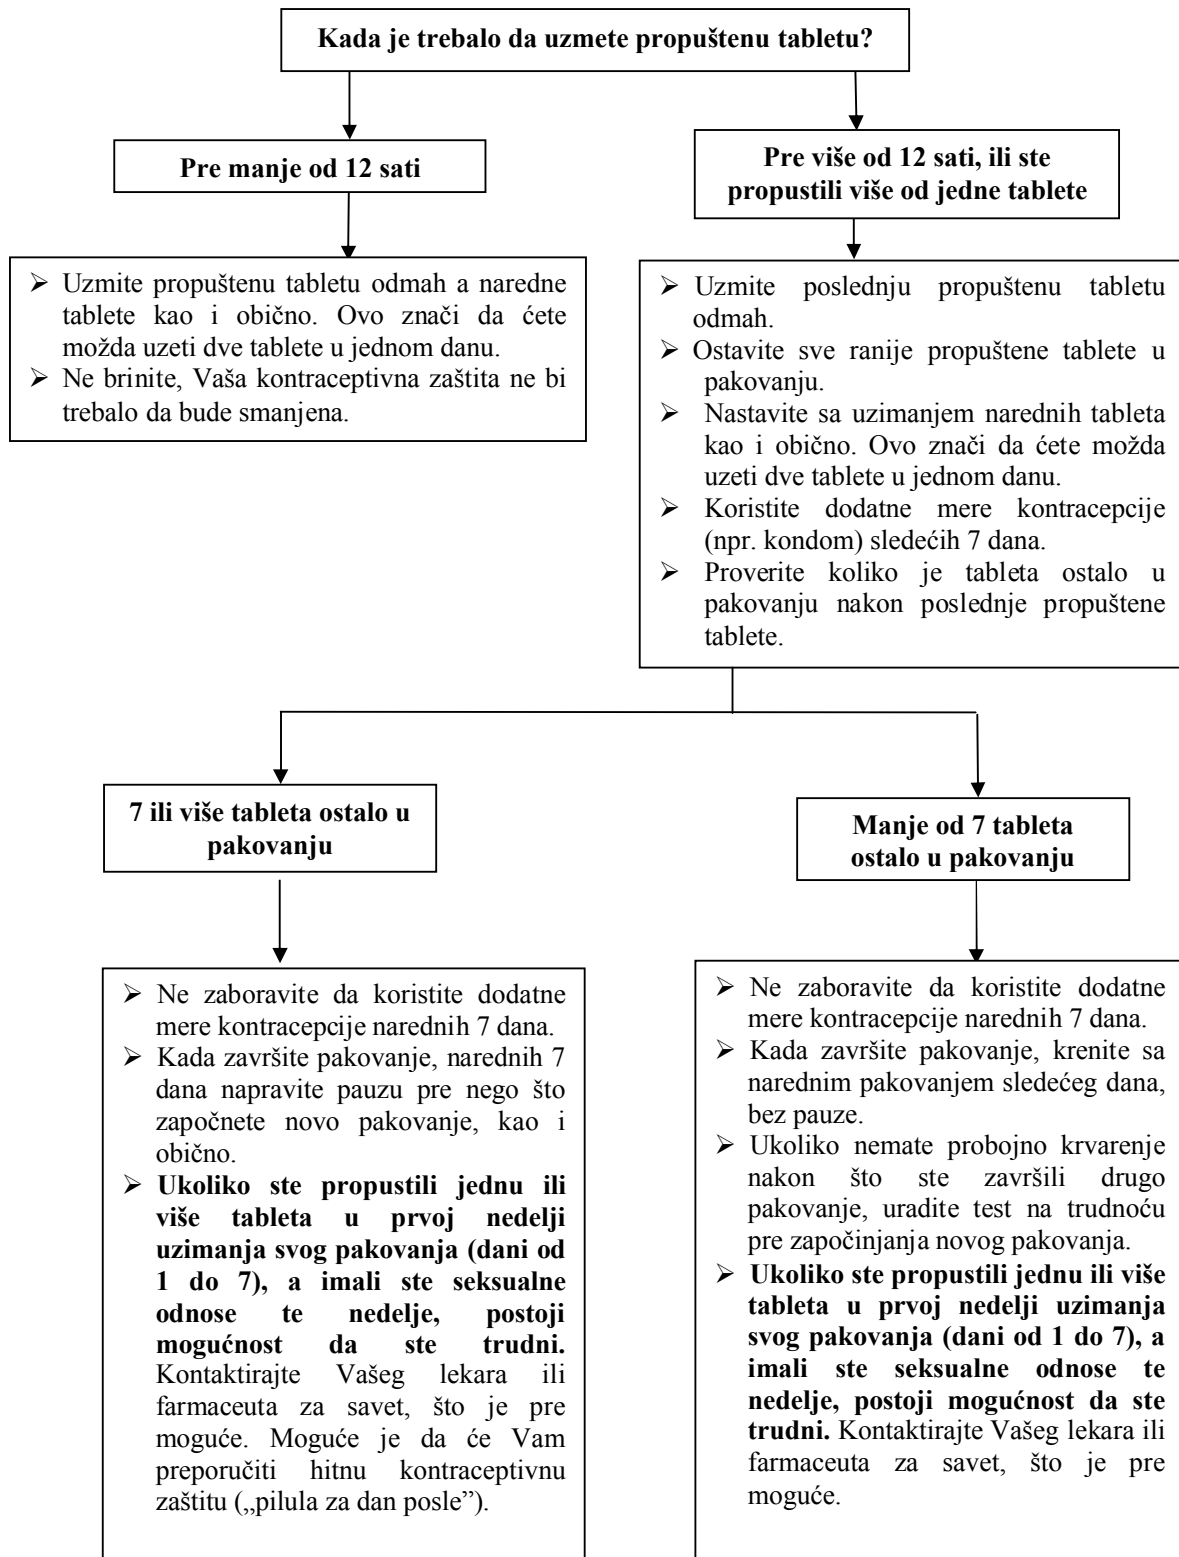 Kada je trebalo da uzmete propuštenu tabletu?
Pre manje od 12 sati
Pre više od 12 sati, ili ste
propustili više od jedne tablete
➢ Uzmite propuštenu tabletu odmah a naredne
tablete kao i obično. Ovo znači da ćete
možda uzeti dve tablete u jednom danu.
➢ Ne brinite, Vaša kontraceptivna zaštita ne bi
trebalo da bude smanjena.
➢ Uzmite poslednju propuštenu tabletu
odmah.
➢ Ostavite sve ranije propuštene tablete u
pakovanju.
➢ Nastavite sa uzimanjem narednih tableta
kao i obično. Ovo znači da ćete možda
uzeti dve tablete u jednom danu.
➢ Koristite dodatne mere kontracepcije
(npr. kondom) sledećih 7 dana.
➢ Proverite koliko je tableta ostalo u
pakovanju nakon poslednje propuštene
tablete.
7 ili više tableta ostalo u
pakovanju
Manje od 7 tableta
ostalo u pakovanju
➢ Ne zaboravite da koristite dodatne
mere kontracepcije narednih 7 dana.
➢ Kada završite pakovanje, narednih 7
dana napravite pauzu pre nego što
započnete novo pakovanje, kao i
obično.
➢ Ukoliko ste propustili jednu ili
više tableta u prvoj nedelji
uzimanja svog pakovanja (dani od
1 do 7), a imali ste seksualne
odnose te nedelje, postoji
mogućnost da ste trudni.
Kontaktirajte Vašeg lekara ili
farmaceuta za savet, što je pre
moguće. Moguće je da će Vam
preporučiti hitnu kontraceptivnu
zaštitu („pilula za dan posle”).
➢ Ne zaboravite da koristite dodatne
mere kontracepcije narednih 7 dana.
➢ Kada završite pakovanje, krenite sa
narednim pakovanjem sledećeg dana,
bez pauze.
➢ Ukoliko nemate probojno krvarenje
nakon što ste završili drugo
pakovanje, uradite test na trudnoću
pre započinjanja novog pakovanja.
➢ Ukoliko ste propustili jednu ili više
tableta u prvoj nedelji uzimanja
svog pakovanja (dani od 1 do 7), a
imali ste seksualne odnose te
nedelje, postoji mogućnost da ste
trudni. Kontaktirajte Vašeg lekara ili
farmaceuta za savet, što je pre
moguće.